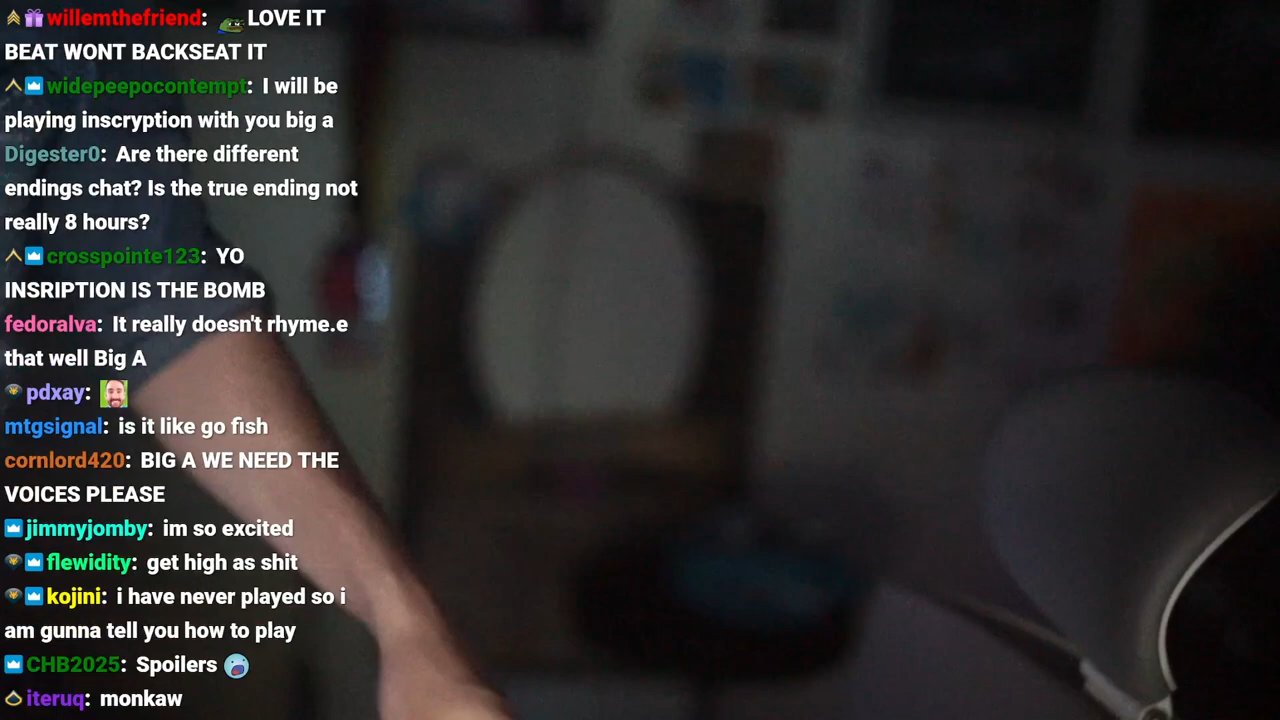 willemthefriend: LOVE IT
BEAT WONT BACKSEAT IT
widepeepocontempt: I will be
playing inscryption with you big a
Digester0: Are there different
endings chat? Is the true ending not
really 8 hours?
crosspointe123: YO
INSRIPTION IS THE BOMB
fedoralva: It really doesn't rhyme.e
that well Big A
pdxay:
mtgsignal: is it like go fish
cornlord420: BIG A WE NEED THE
VOICES PLEASE
jimmyjomby: im so excited
flewidity: get high as shit
kojini: i have never played so i
am gunna tell you how to play
CHB2025: Spoilers
iteruq: monkaw